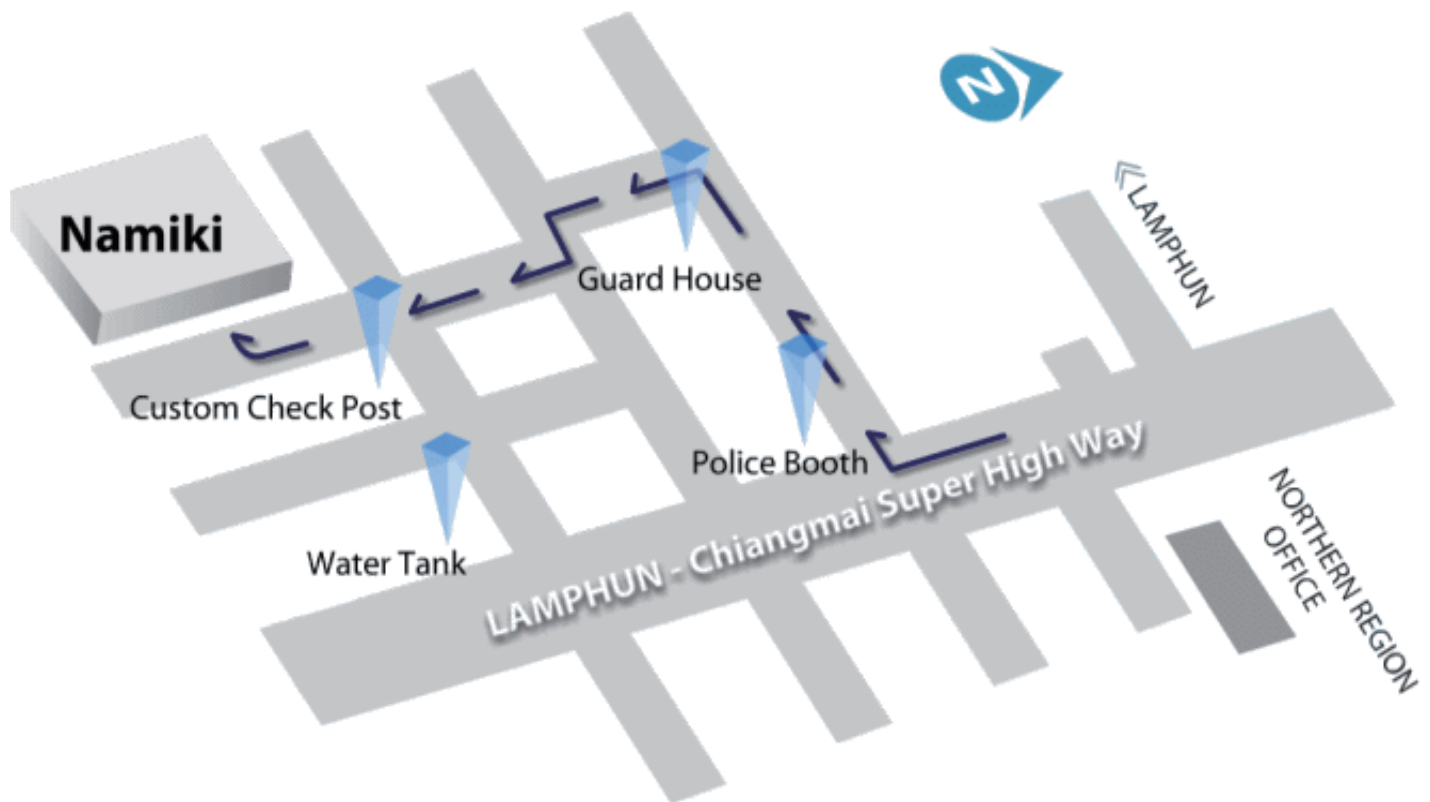 N
LAMPHUN
Namiki
Guard House
Custom Check Post
Police Booth
LAMPHUN - Chiangmai Super High Way
Water Tank
NORTHERN REGION
OFFICE